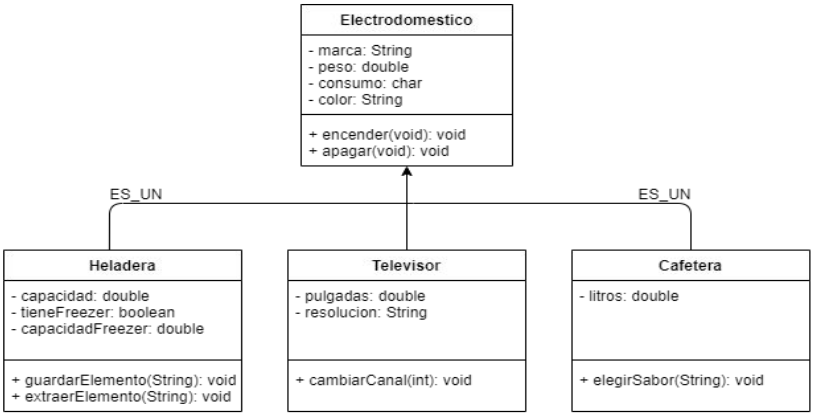 Electrodomestico
- marca: String
- peso: double
- consumo: char
- color: String
+ encender(void): void
+ apagar(void): void
ES_UN
ES_UN
Heladera
- capacidad: double
- tieneFreezer: boolean
- capacidadFreezer: double
+ guardarElemento(String): void
+ extraerElemento(String): void
Televisor
- pulgadas: double
- resolucion: String
+ cambiarCanal(int): void
Cafetera
- litros: double
+ elegirSabor(String): void